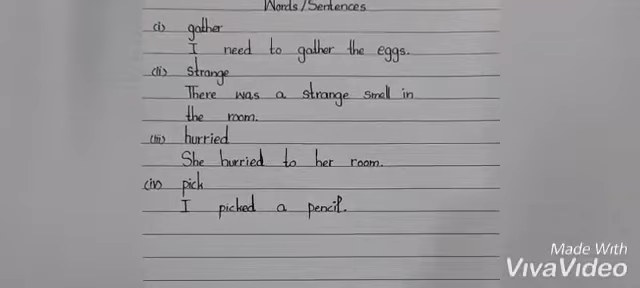 Words/Sentences
(i) gather
I need to gather the eggs.
(ii) strange
There was a strange smell in
the room.
(iii) hurried
She hurried to her room.
(iv) pick
I picked a pencil.
Made With
VivaVideo